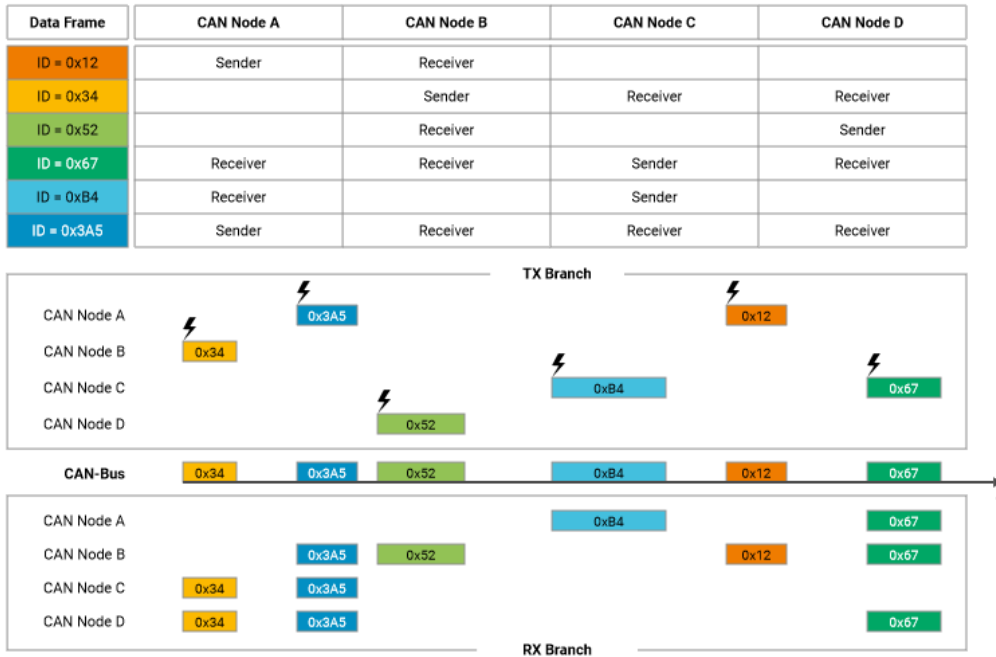 Data Frame CAN Node A CAN Node B CAN Node C CAN Node D
ID = 0x12 Sender Receiver
ID = 0x34 Sender Receiver Receiver
ID = 0x52 Receiver Sender
ID = 0x67 Receiver Receiver Sender Receiver
ID = 0xB4 Receiver Sender
ID = 0x3A5 Sender Receiver Receiver Receiver
TX Branch
CAN Node A 0x3A5 0x12
CAN Node B 0x34
CAN Node C 0xB4 0x67
CAN Node D 0x52
CAN-Bus 0x34 0x3A5 0x52 0xB4 0x12 0x67
CAN Node A 0xB4 0x67
CAN Node B 0x3A5 0x52 0x12 0x67
CAN Node C 0x34 0x3A5
CAN Node D 0x34 0x3A5 0x67
RX Branch